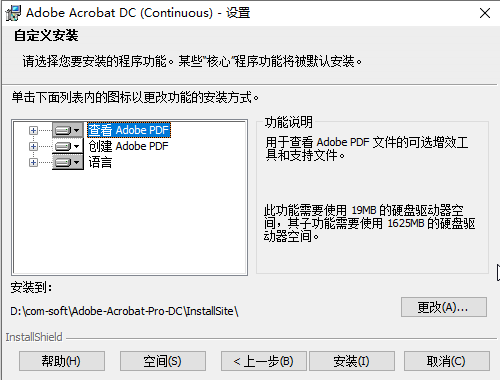 Adobe Acrobat DC (Continuous) - 设置
自定义安装
请选择您要安装的程序功能。某些"核心"程序功能将被默认安装。
单击下面列表内的图标以更改功能的安装方式。
查看 Adobe PDF
创建 Adobe PDF
语言
功能说明
用于查看 Adobe PDF 文件的可选增效工
具和支持文件。
此功能需要使用 19MB 的硬盘驱动器空
间，其子功能需要使用 1625MB 的硬盘驱
动器空间。
安装到：
D:\com-soft\Adobe-Acrobat-Pro-DC\InstallSite\
更改(A)...
InstallShield
帮助(H)
空间(S)
< 上一步(B)
安装(I)
取消(C)